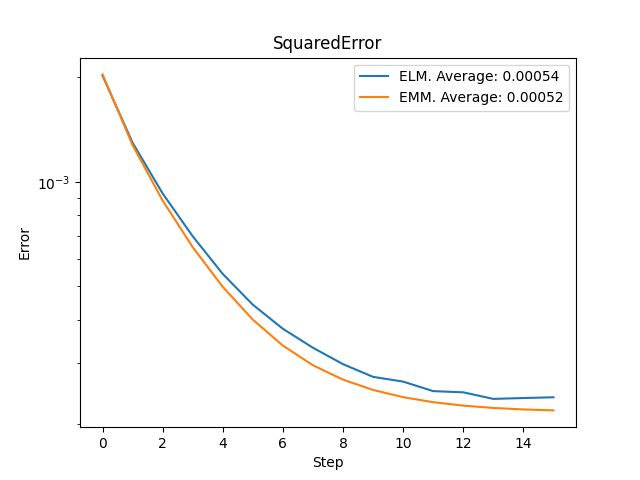 SquaredError
ELM. Average: 0.00054
EMM. Average: 0.00052
10⁻³
Error
0 2 4 6 8 10 12 14
Step